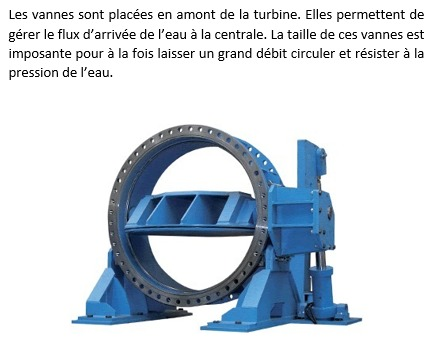 Les vannes sont placées en amont de la turbine. Elles permettent de
gérer le flux d’arrivée de l’eau à la centrale. La taille de ces vannes est
imposante pour à la fois laisser un grand débit circuler et résister à la
pression de l’eau.